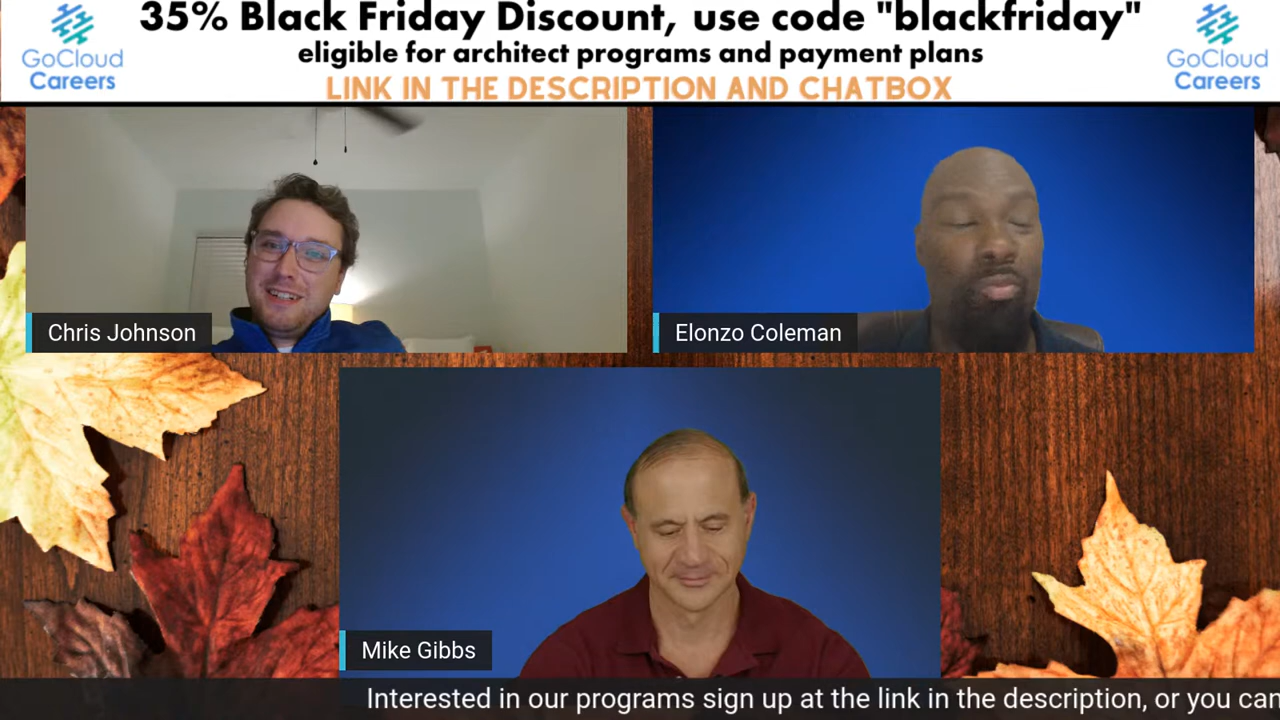 35% Black Friday Discount, use code "blackfriday"
eligible for architect programs and payment plans
LINK IN THE DESCRIPTION AND CHATBOX
GoCloud
Careers
GoCloud
Careers
Chris Johnson
Elonzo Coleman
Mike Gibbs
Interested in our programs sign up at the link in the description, or you can